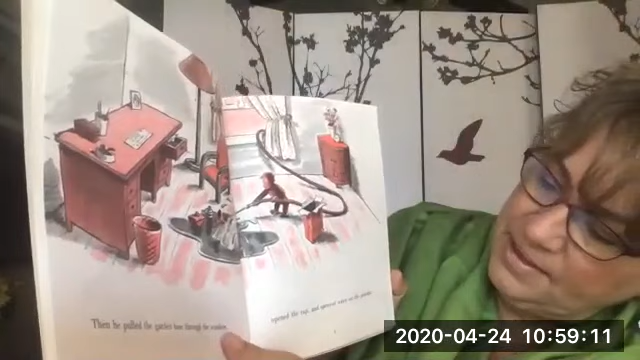 Then he pulled the garden hose through the window,
opened the tap, and sprayed water on the
2020-04-24 10:59:11